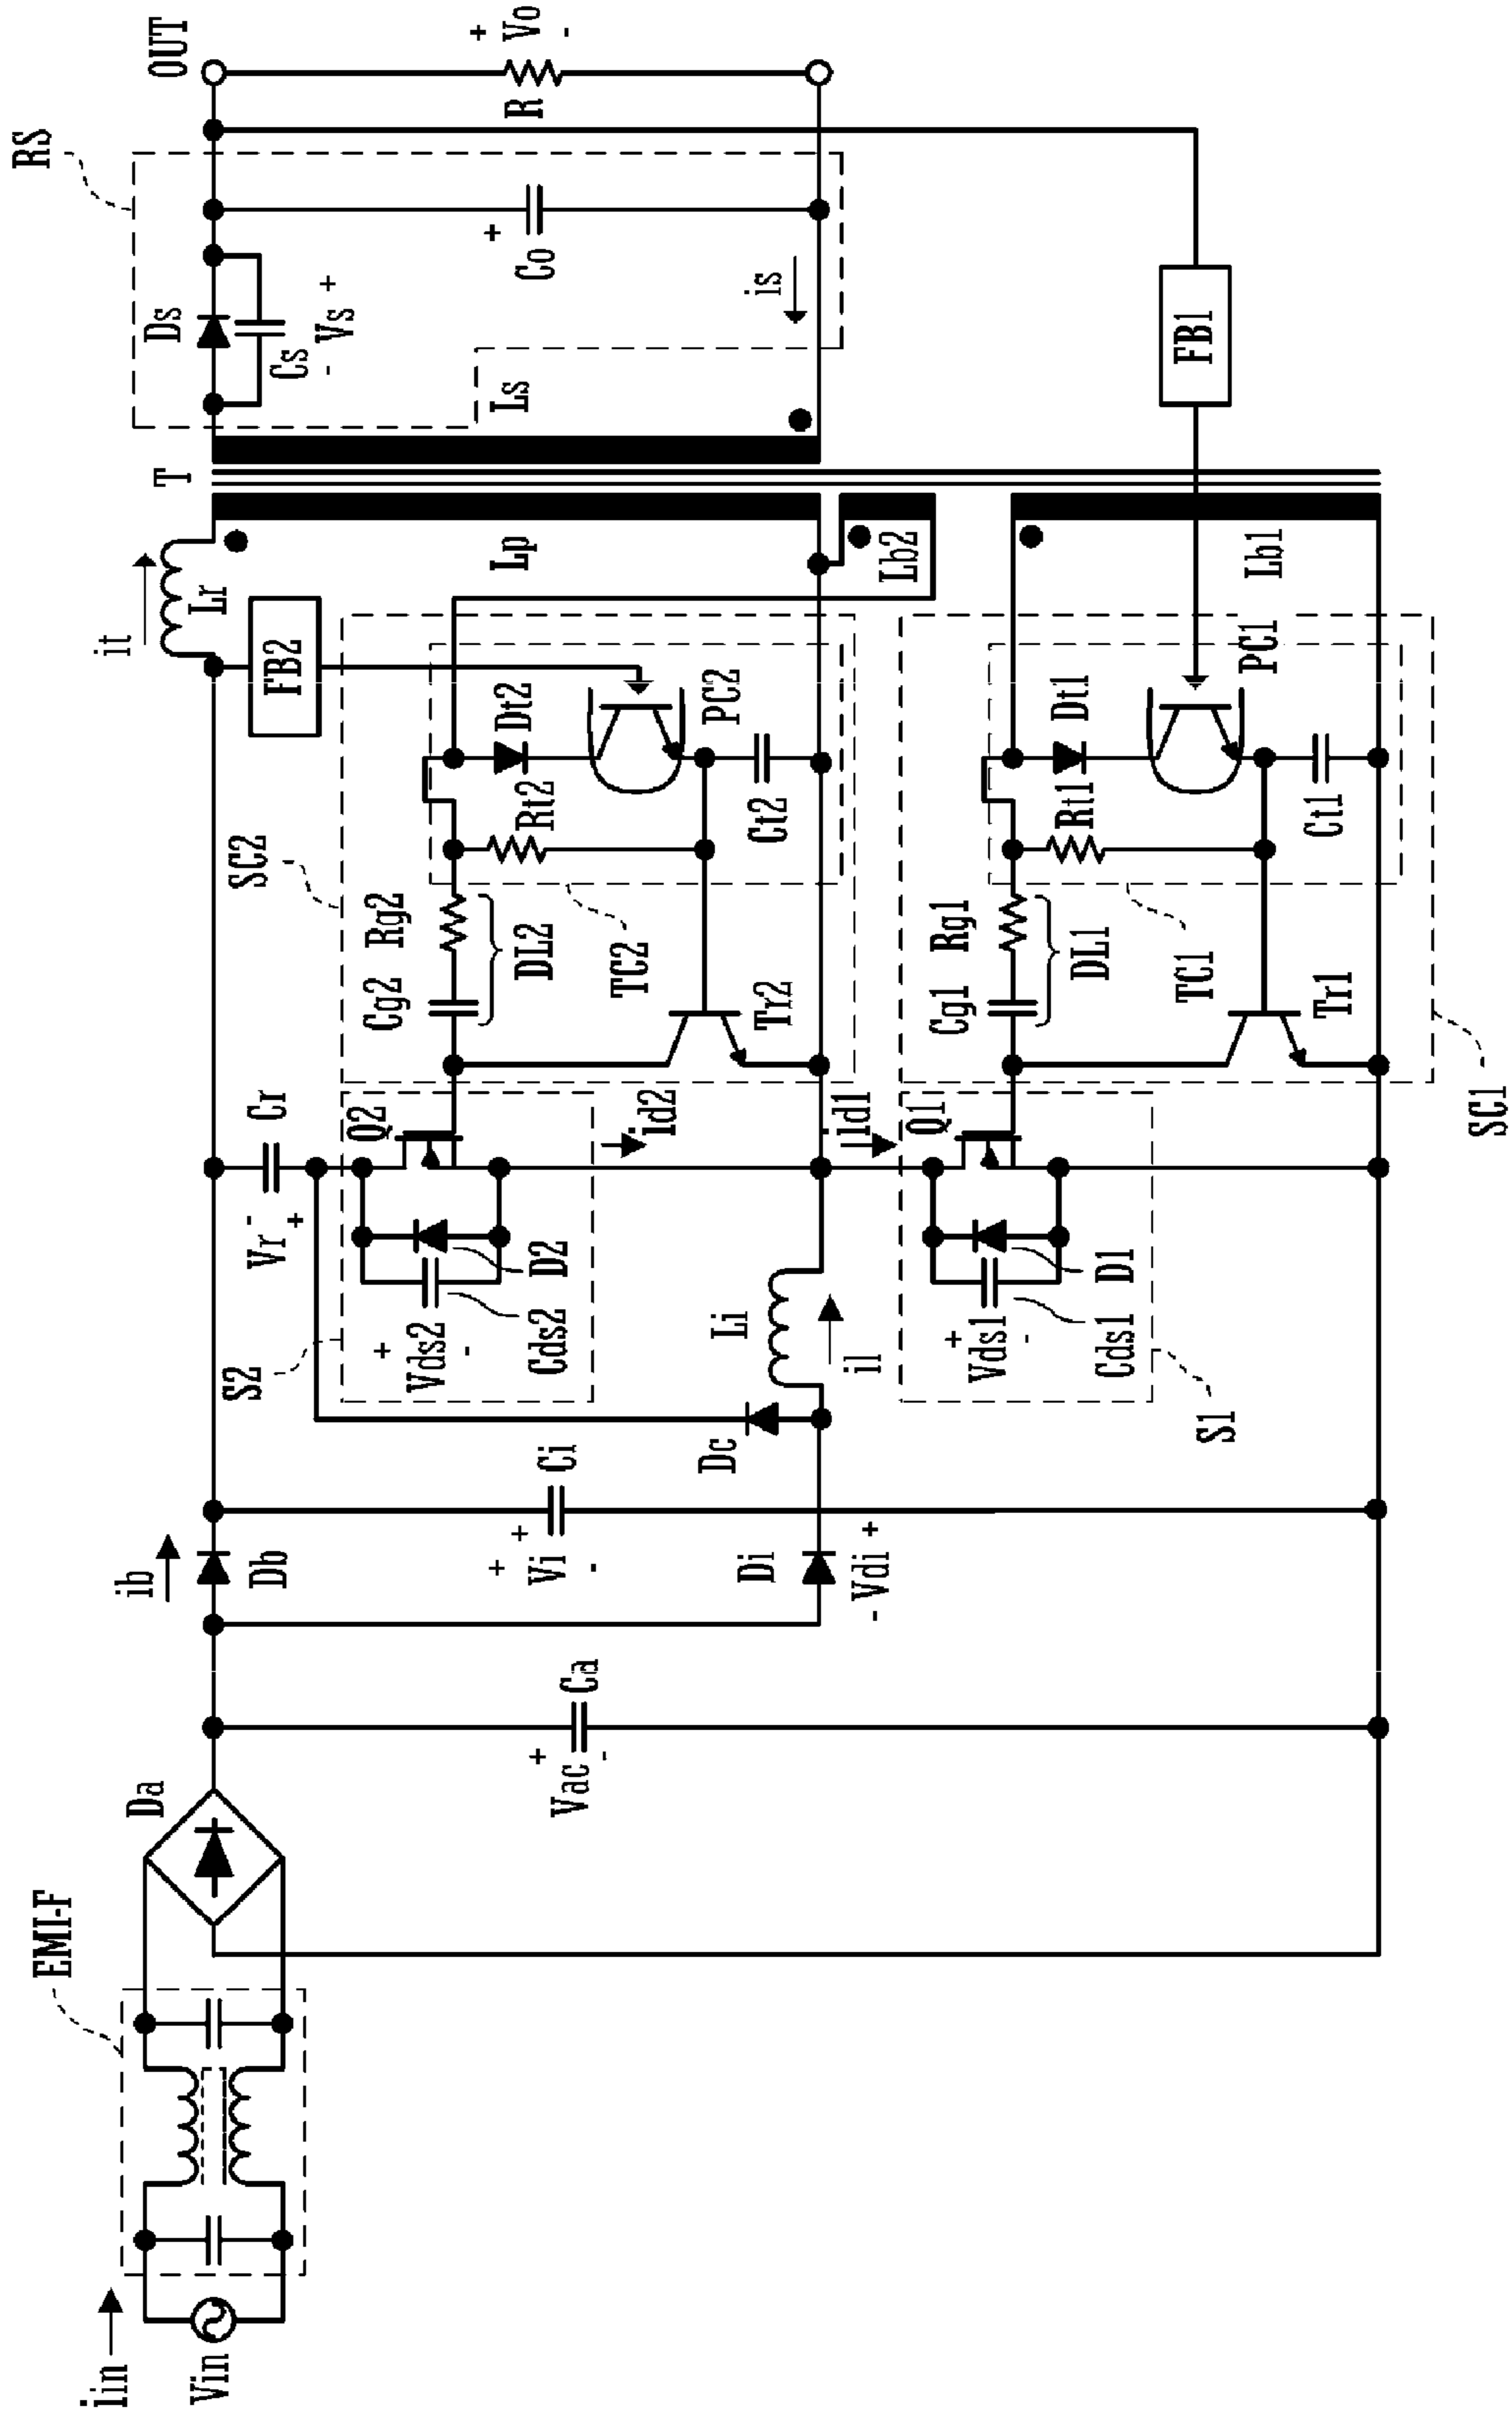 iin
Vin
EMI-F
Da
Vac
+
-
Ca
ib
Db
+
+
Vi
-
Ci
Di
- Vdi +
Dc
Li
il
Vr
-
+
Cr
S2
+
Vds2
-
Cds2
D2
Q2
id2
id1
S1
+
Vds1
-
Cds1
D1
Q1
SC2
Cg2
Rg2
DL2
TC2
Tr2
Rt2
Dt2
PC2
Ct2
SC1
Cg1
Rg1
DL1
TC1
Tr1
Rt1
Dt1
PC1
Ct1
it
Lr
FB2
T
Lp
Lb2
Lb1
Ls
RS
Ds
Cs
- Vs +
+
Co
is
FB1
OUT
R
+
Vo
-